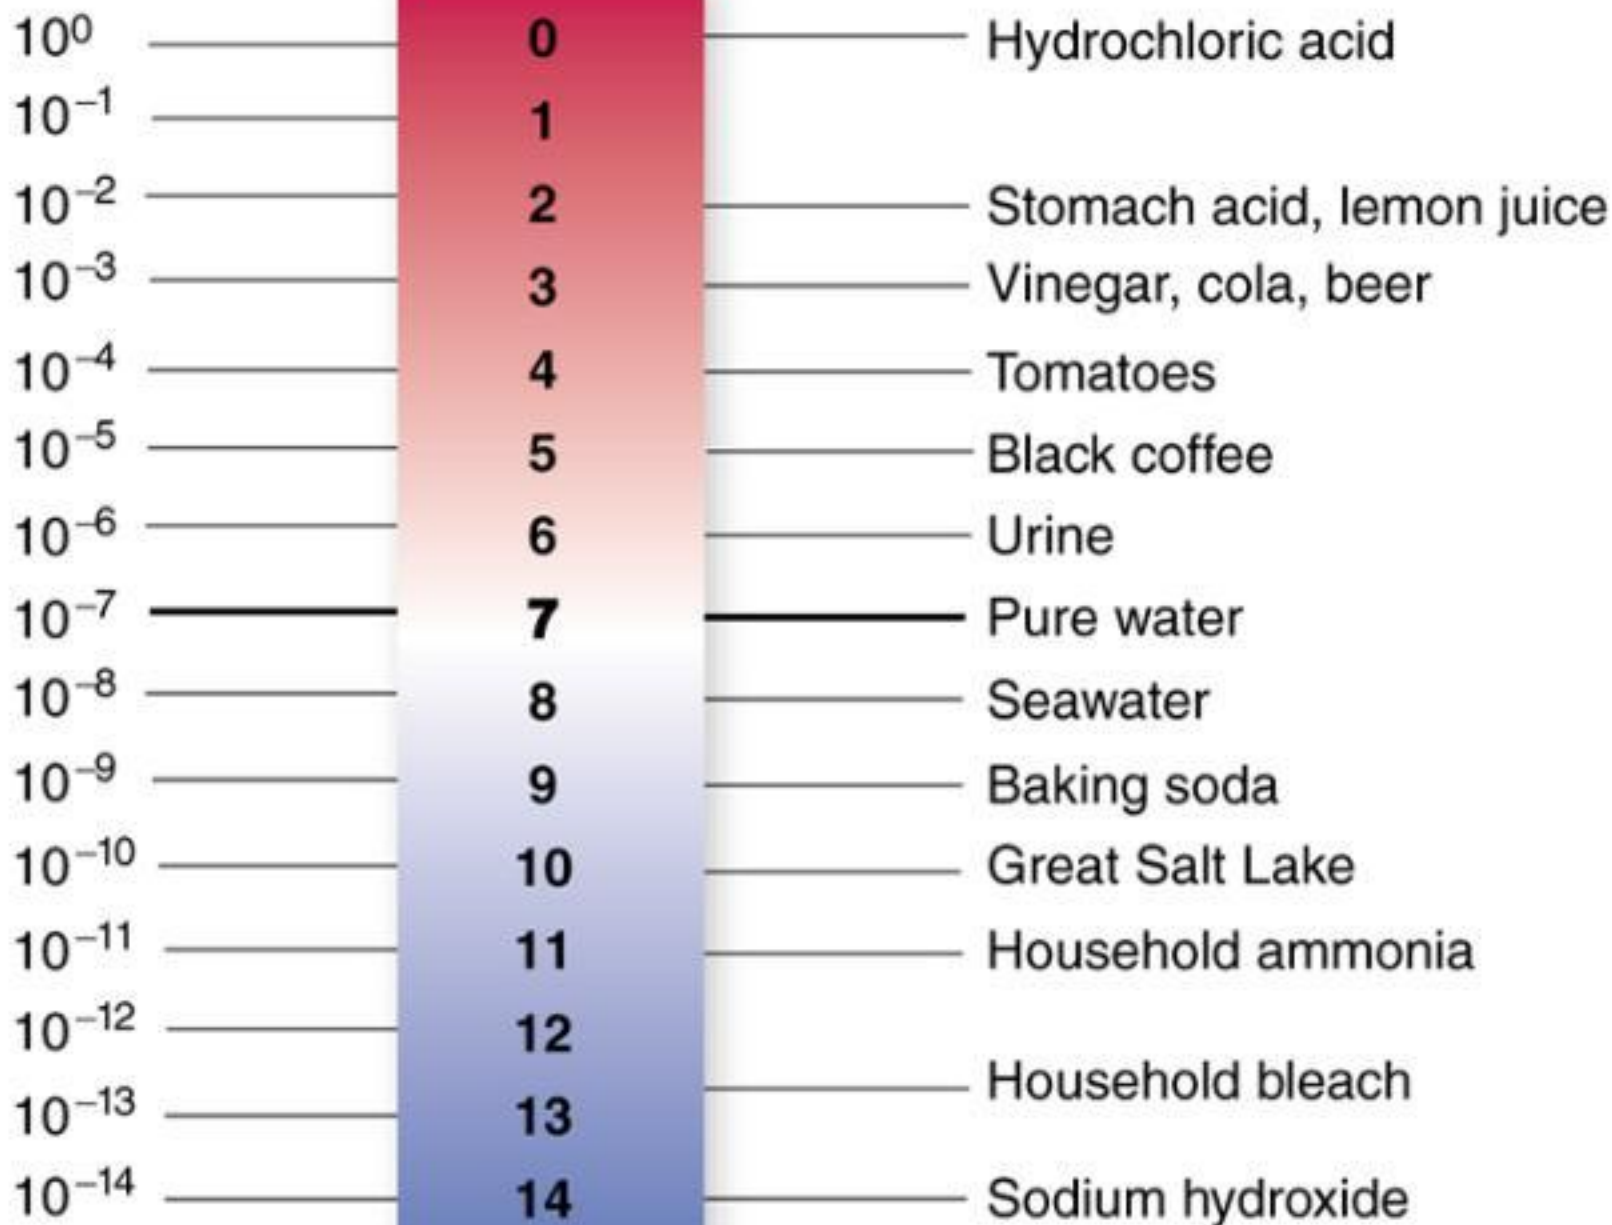 10⁰ 0 Hydrochloric acid
10⁻¹ 1
10⁻² 2 Stomach acid, lemon juice
10⁻³ 3 Vinegar, cola, beer
10⁻⁴ 4 Tomatoes
10⁻⁵ 5 Black coffee
10⁻⁶ 6 Urine
10⁻⁷ 7 Pure water
10⁻⁸ 8 Seawater
10⁻⁹ 9 Baking soda
10⁻¹⁰ 10 Great Salt Lake
10⁻¹¹ 11 Household ammonia
10⁻¹² 12
Household bleach
10⁻¹³ 13
10⁻¹⁴ 14 Sodium hydroxide